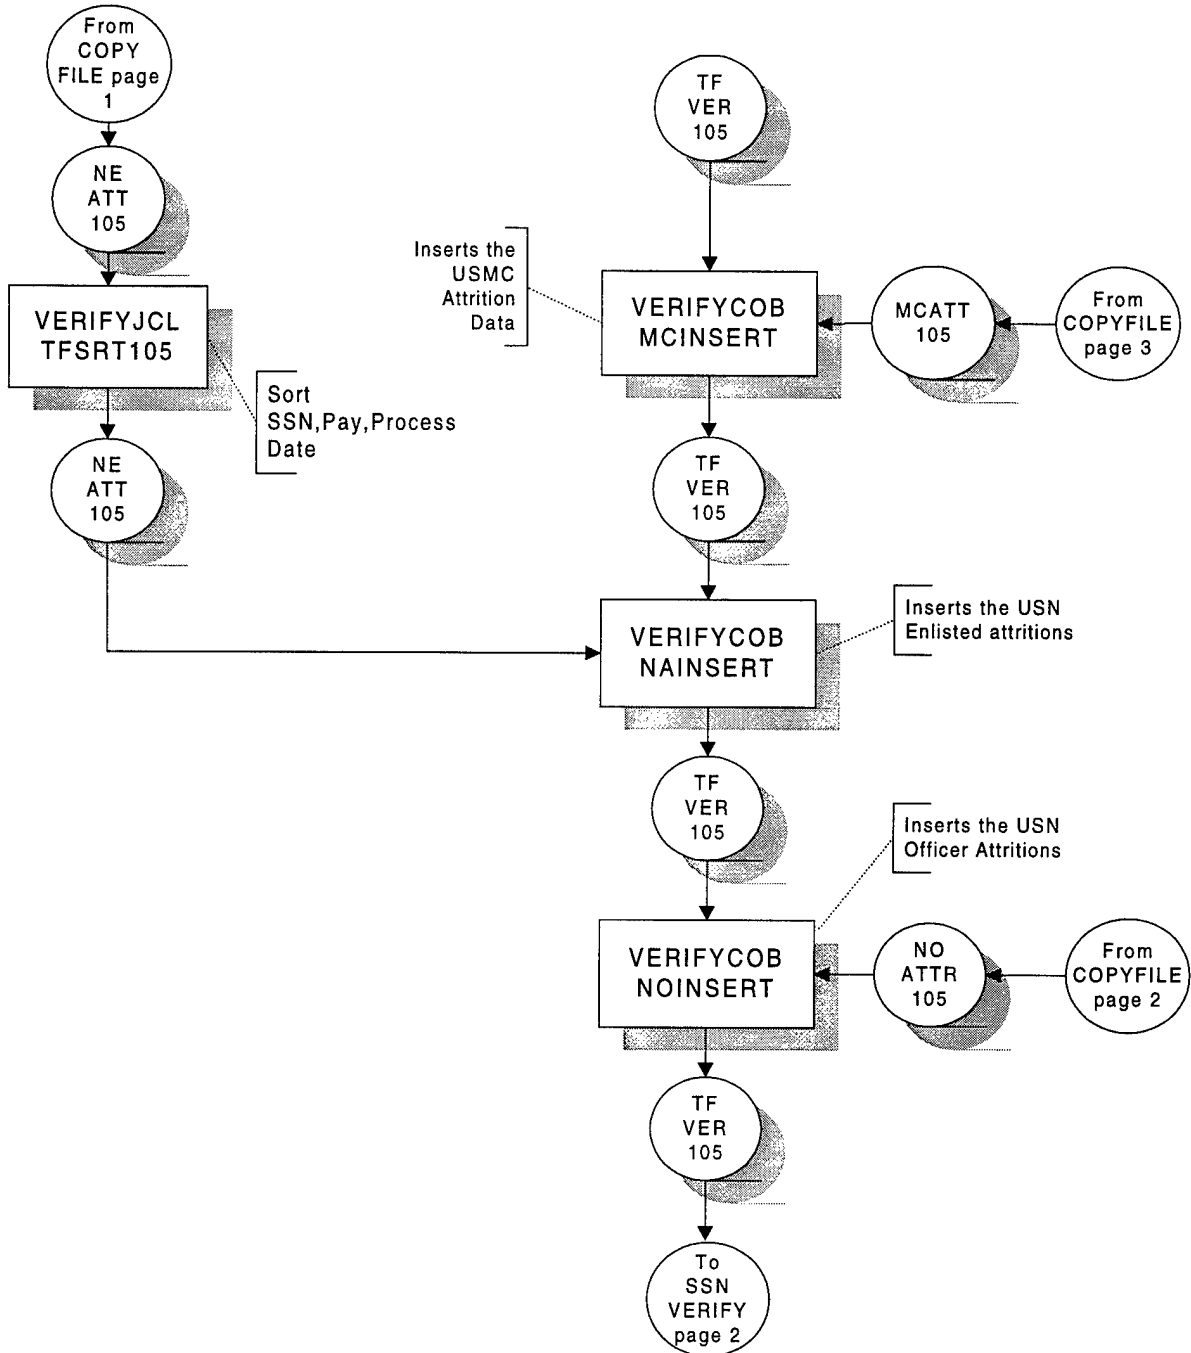 From
COPY
FILE page
1
NE
ATT
105
VERIFYJCL
TFSRT105
Sort
SSN,Pay,Process
Date
NE
ATT
105
TF
VER
105
Inserts the
USMC
Attrition
Data
VERIFYCOB
MCINSERT
MCATT
105
From
COPYFILE
page 3
TF
VER
105
VERIFYCOB
NAINSERT
Inserts the USN
Enlisted attritions
TF
VER
105
Inserts the USN
Officer Attritions
VERIFYCOB
NOINSERT
NO
ATTR
105
From
COPYFILE
page 2
TF
VER
105
To
SSN
VERIFY
page 2